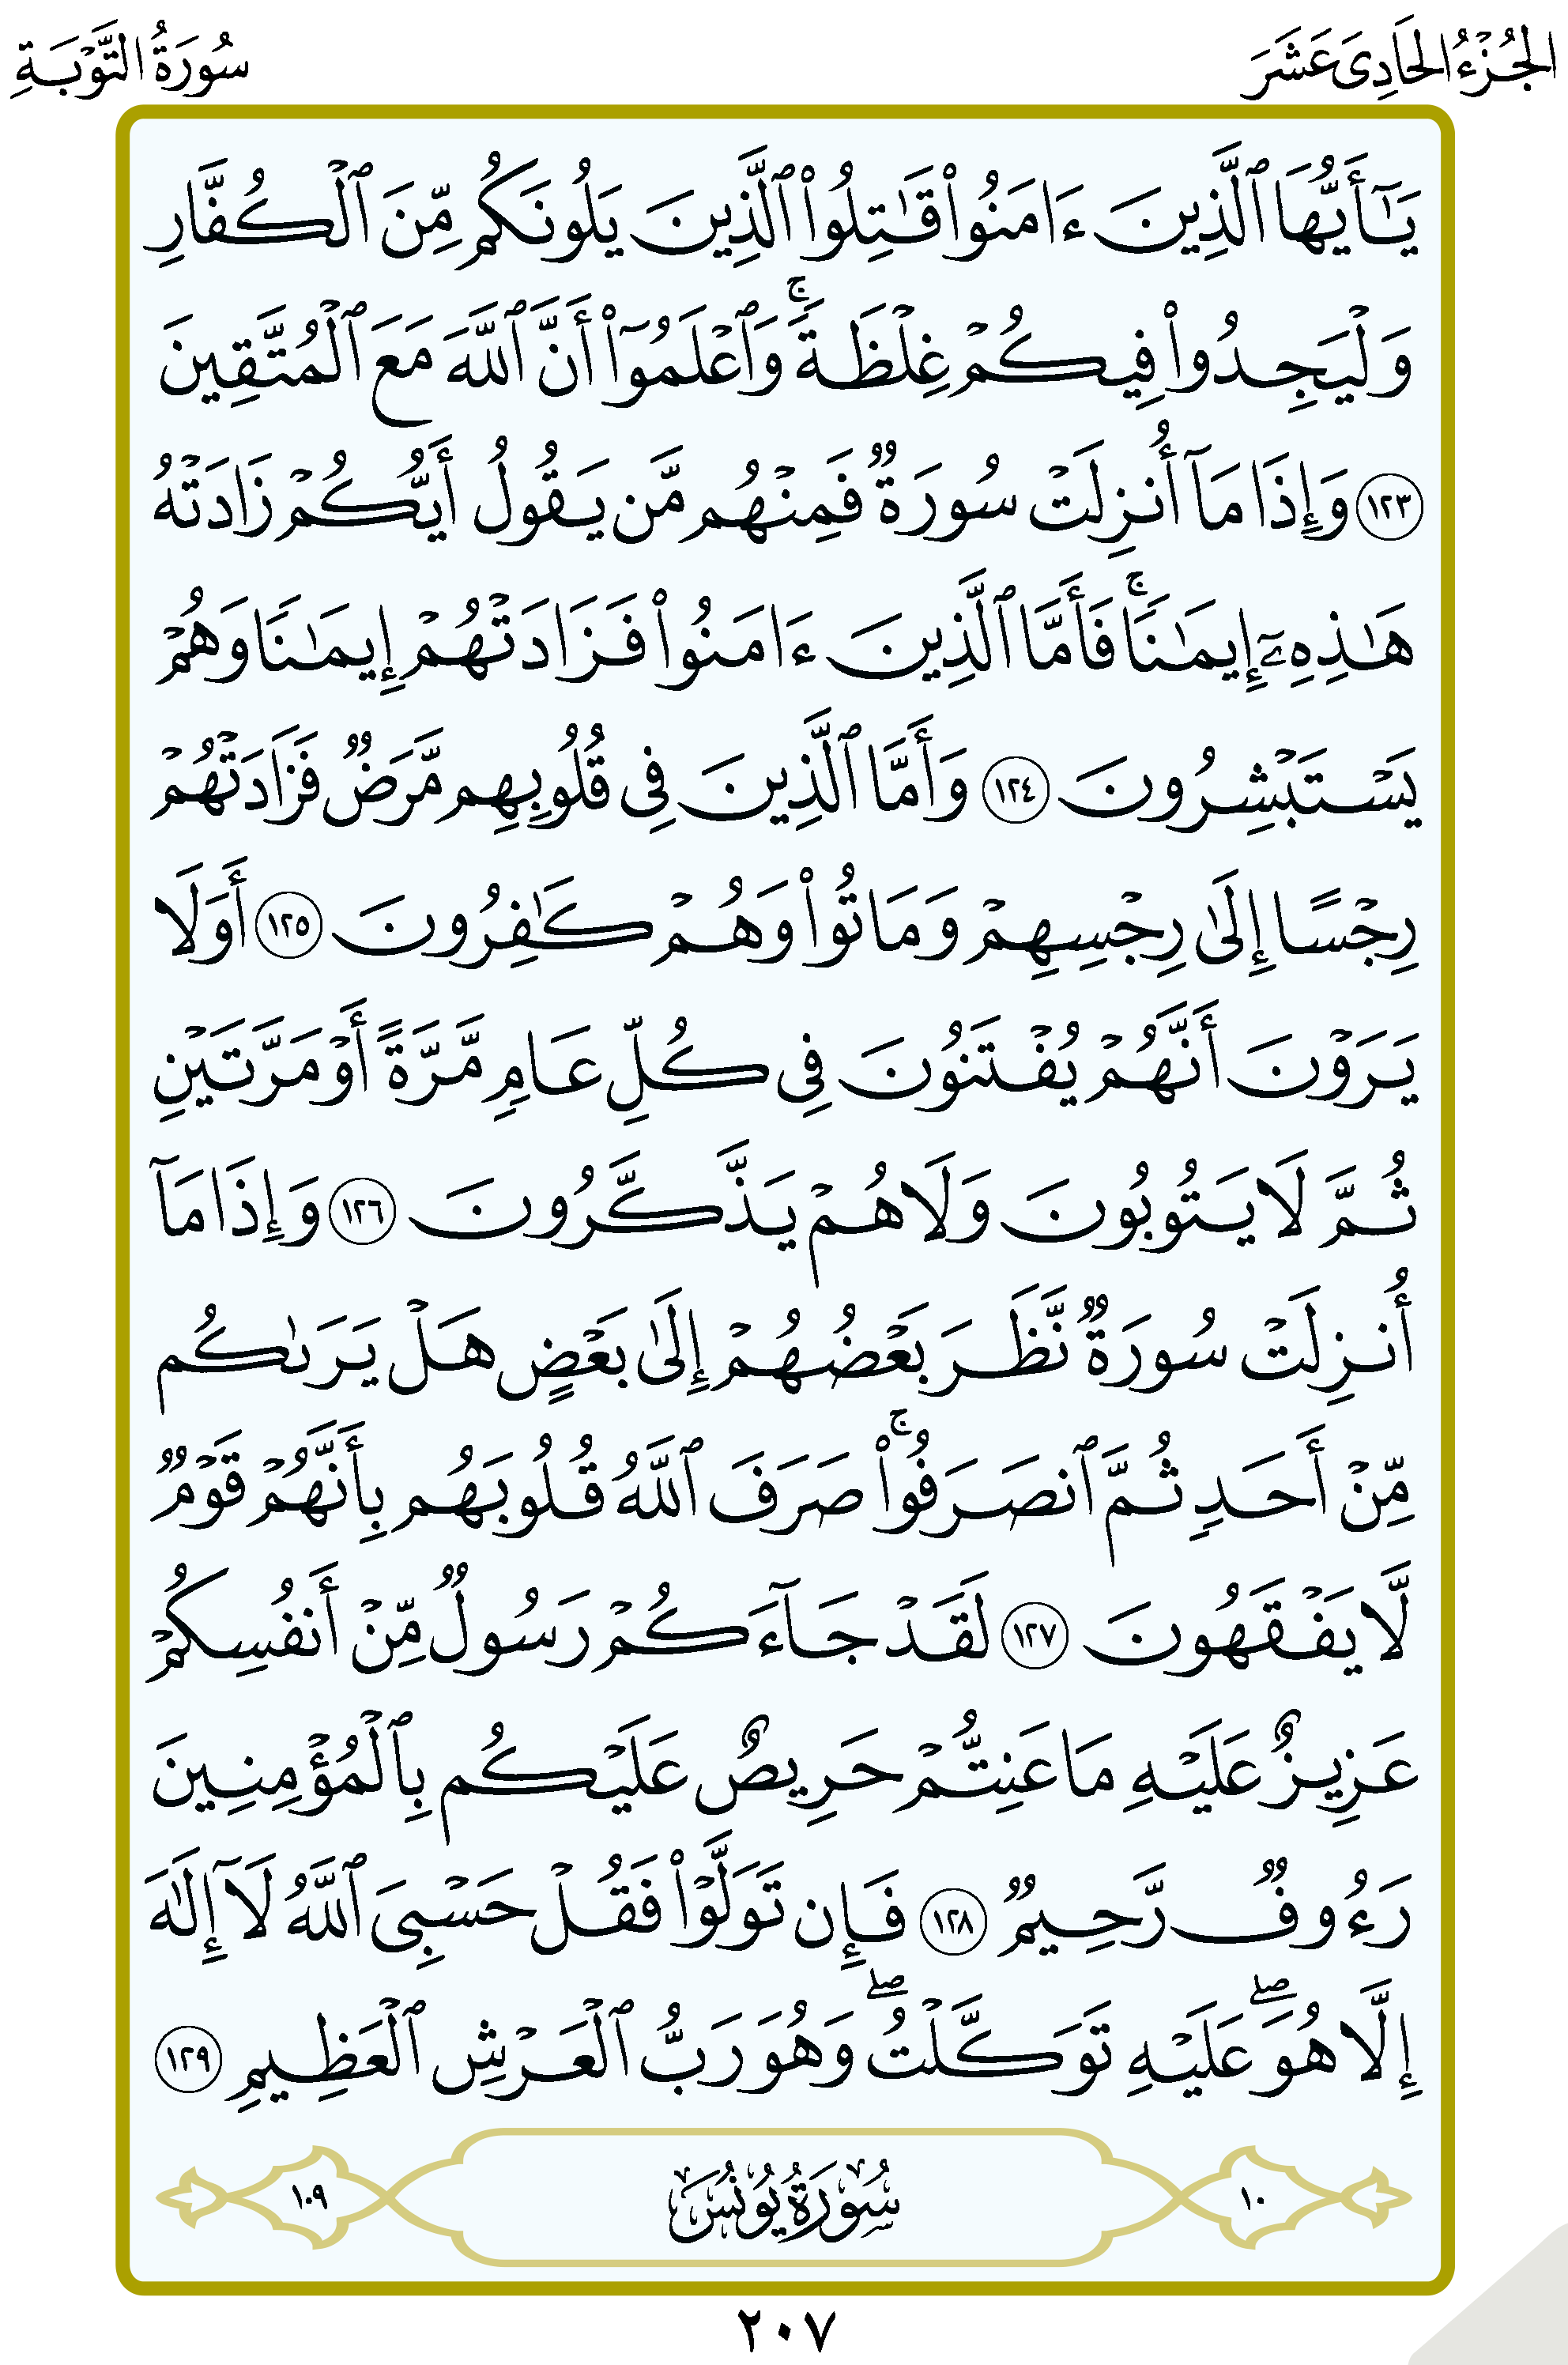 الجُزْءُ الحَادِى عَشَرَ
سُورَةُ التَّوْبَةِ
يَـٰٓأَيُّهَا ٱلَّذِينَ ءَامَنُوا۟ قَـٰتِلُوا۟ ٱلَّذِينَ يَلُونَكُم مِّنَ ٱلْكُفَّارِ
وَلْيَجِدُوا۟ فِيكُمْ غِلْظَةً ۚ وَٱعْلَمُوٓا۟ أَنَّ ٱللَّهَ مَعَ ٱلْمُتَّقِينَ
١٢٣ وَإِذَا مَآ أُنزِلَتْ سُورَةٌ فَمِنْهُم مَّن يَقُولُ أَيُّكُمْ زَادَتْهُ
هَـٰذِهِۦٓ إِيمَـٰنًا ۚ فَأَمَّا ٱلَّذِينَ ءَامَنُوا۟ فَزَادَتْهُمْ إِيمَـٰنًا وَهُمْ
يَسْتَبْشِرُونَ ١٢٤ وَأَمَّا ٱلَّذِينَ فِى قُلُوبِهِم مَّرَضٌ فَزَادَتْهُمْ
رِجْسًا إِلَىٰ رِجْسِهِمْ وَمَاتُوا۟ وَهُمْ كَـٰفِرُونَ ١٢٥ أَوَلَا
يَرَوْنَ أَنَّهُمْ يُفْتَنُونَ فِى كُلِّ عَامٍ مَّرَّةً أَوْ مَرَّتَيْنِ
ثُمَّ لَا يَتُوبُونَ وَلَا هُمْ يَذَّكَّرُونَ ١٢٦ وَإِذَا مَآ
أُنزِلَتْ سُورَةٌ نَّظَرَ بَعْضُهُمْ إِلَىٰ بَعْضٍ هَلْ يَرَىٰكُم
مِّنْ أَحَدٍ ثُمَّ ٱنصَرَفُوا۟ ۚ صَرَفَ ٱللَّهُ قُلُوبَهُم بِأَنَّهُمْ قَوْمٌ
لَّا يَفْقَهُونَ ١٢٧ لَقَدْ جَآءَكُمْ رَسُولٌ مِّنْ أَنفُسِكُمْ
عَزِيزٌ عَلَيْهِ مَا عَنِتُّمْ حَرِيصٌ عَلَيْكُم بِٱلْمُؤْمِنِينَ
رَءُوفٌ رَّحِيمٌ ١٢٨ فَإِن تَوَلَّوْا۟ فَقُلْ حَسْبِىَ ٱللَّهُ لَآ إِلَـٰهَ
إِلَّا هُوَ ۖ عَلَيْهِ تَوَكَّلْتُ ۖ وَهُوَ رَبُّ ٱلْعَرْشِ ٱلْعَظِيمِ ١٢٩
١٠ سُورَةُ يُونُسَ ١٠٩
٢٠٧